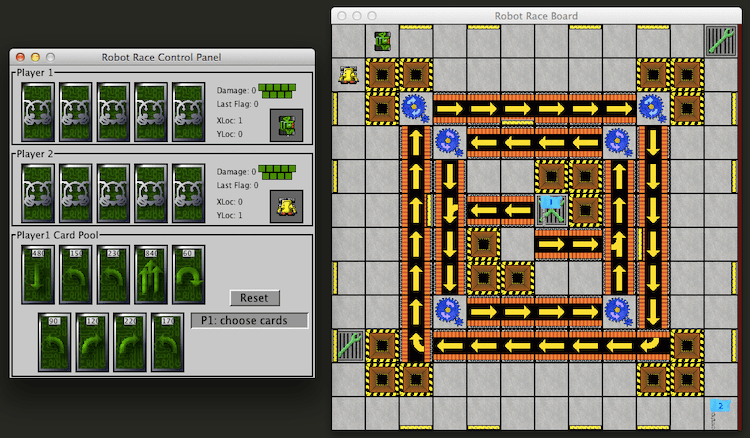 Robot Race Board
Robot Race Control Panel
Player 1
Damage: 0
Last Flag: 0
XLoc: 1
YLoc: 0
Player 2
Damage: 0
Last Flag: 0
XLoc: 0
YLoc: 1
Player1 Card Pool
480 150 230 840 60
Reset
90 120 220 170
P1: choose cards
1
2